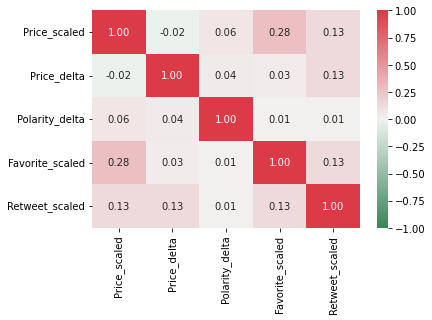 Price_scaled 1.00 -0.02 0.06 0.28 0.13
Price_delta -0.02 1.00 0.04 0.03 0.13
Polarity_delta 0.06 0.04 1.00 0.01 0.01
Favorite_scaled 0.28 0.03 0.01 1.00 0.13
Retweet_scaled 0.13 0.13 0.01 0.13 1.00
Price_scaled
Price_delta
Polarity_delta
Favorite_scaled
Retweet_scaled
1.00
0.75
0.50
0.25
0.00
−0.25
−0.50
−0.75
−1.00